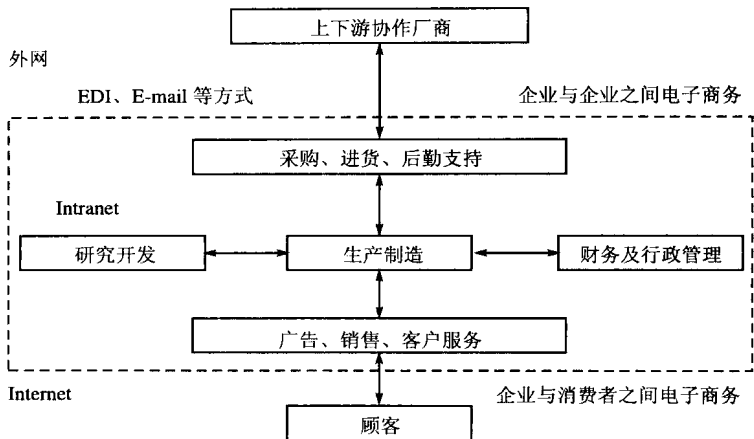 上下游协作厂商
外网
EDI、E-mail 等方式
企业与企业之间电子商务
采购、进货、后勤支持
Intranet
研究开发
生产制造
财务及行政管理
广告、销售、客户服务
Internet
企业与消费者之间电子商务
顾客